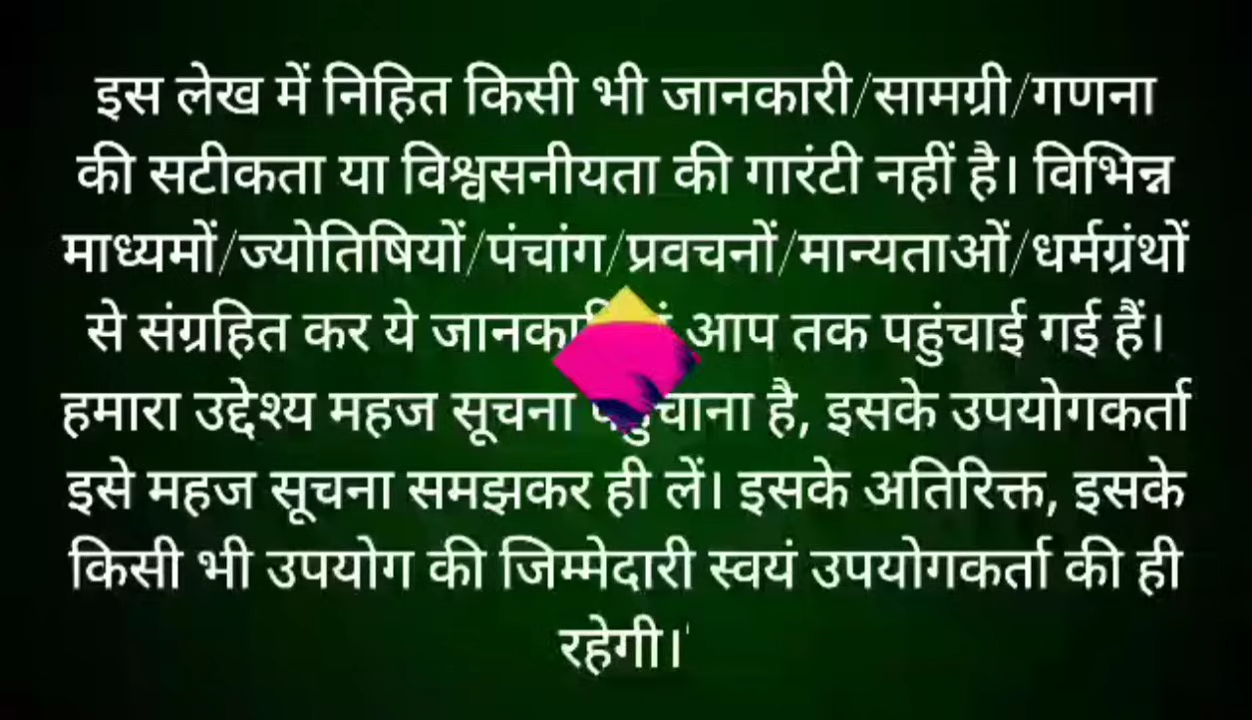 इस लेख में निहित किसी भी जानकारी/सामग्री/गणना
की सटीकता या विश्वसनीयता की गारंटी नहीं है। विभिन्न
माध्यमों/ज्योतिषियों/पंचांग/प्रवचनों/मान्यताओं/धर्मग्रंथों
से संग्रहित कर ये आप तक पहुंचाई गई हैं।
हमारा उद्देश्य महज सूचना है, इसके उपयोगकर्ता
इसे महज सूचना समझकर ही लें। इसके अतिरिक्त, इसके
किसी भी उपयोग की जिम्मेदारी स्वयं उपयोगकर्ता की ही
रहेगी।'